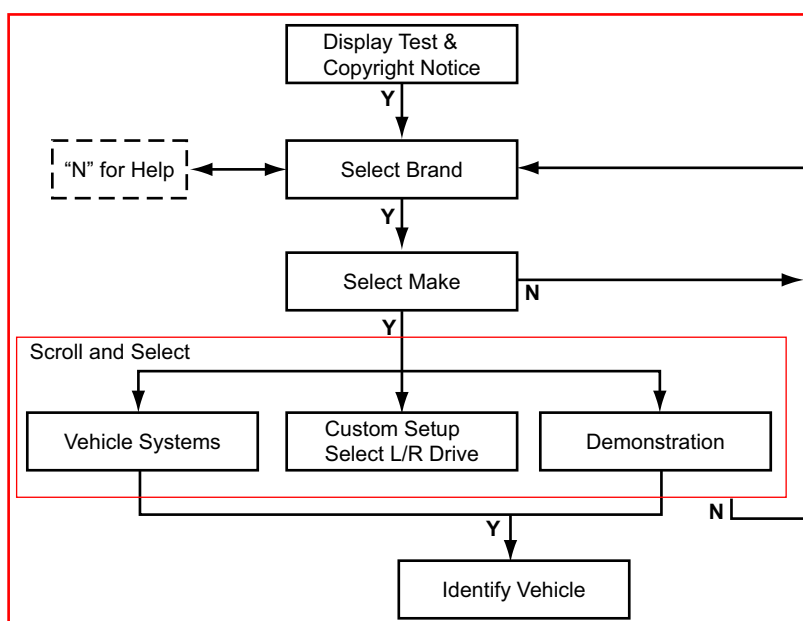 Display Test &
Copyright Notice
Y
“N” for Help
Select Brand
Y
Select Make
N
Y
Scroll and Select
Vehicle Systems
Custom Setup
Select L/R Drive
Demonstration
N
Y
Identify Vehicle